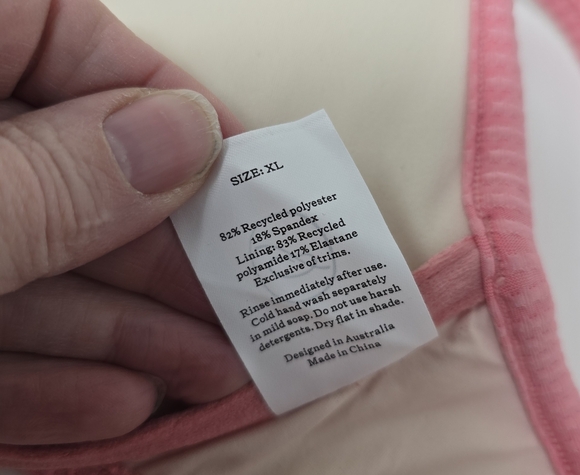 SIZE: XL
82% Recycled polyester
18% Spandex
Lining: 83% Recycled
polyamide 17% Elastane
Exclusive of trims.
Rinse immediately after use.
Cold hand wash separately
in mild soap. Do not use harsh
detergents. Dry flat in shade.
Designed in Australia
Made in China